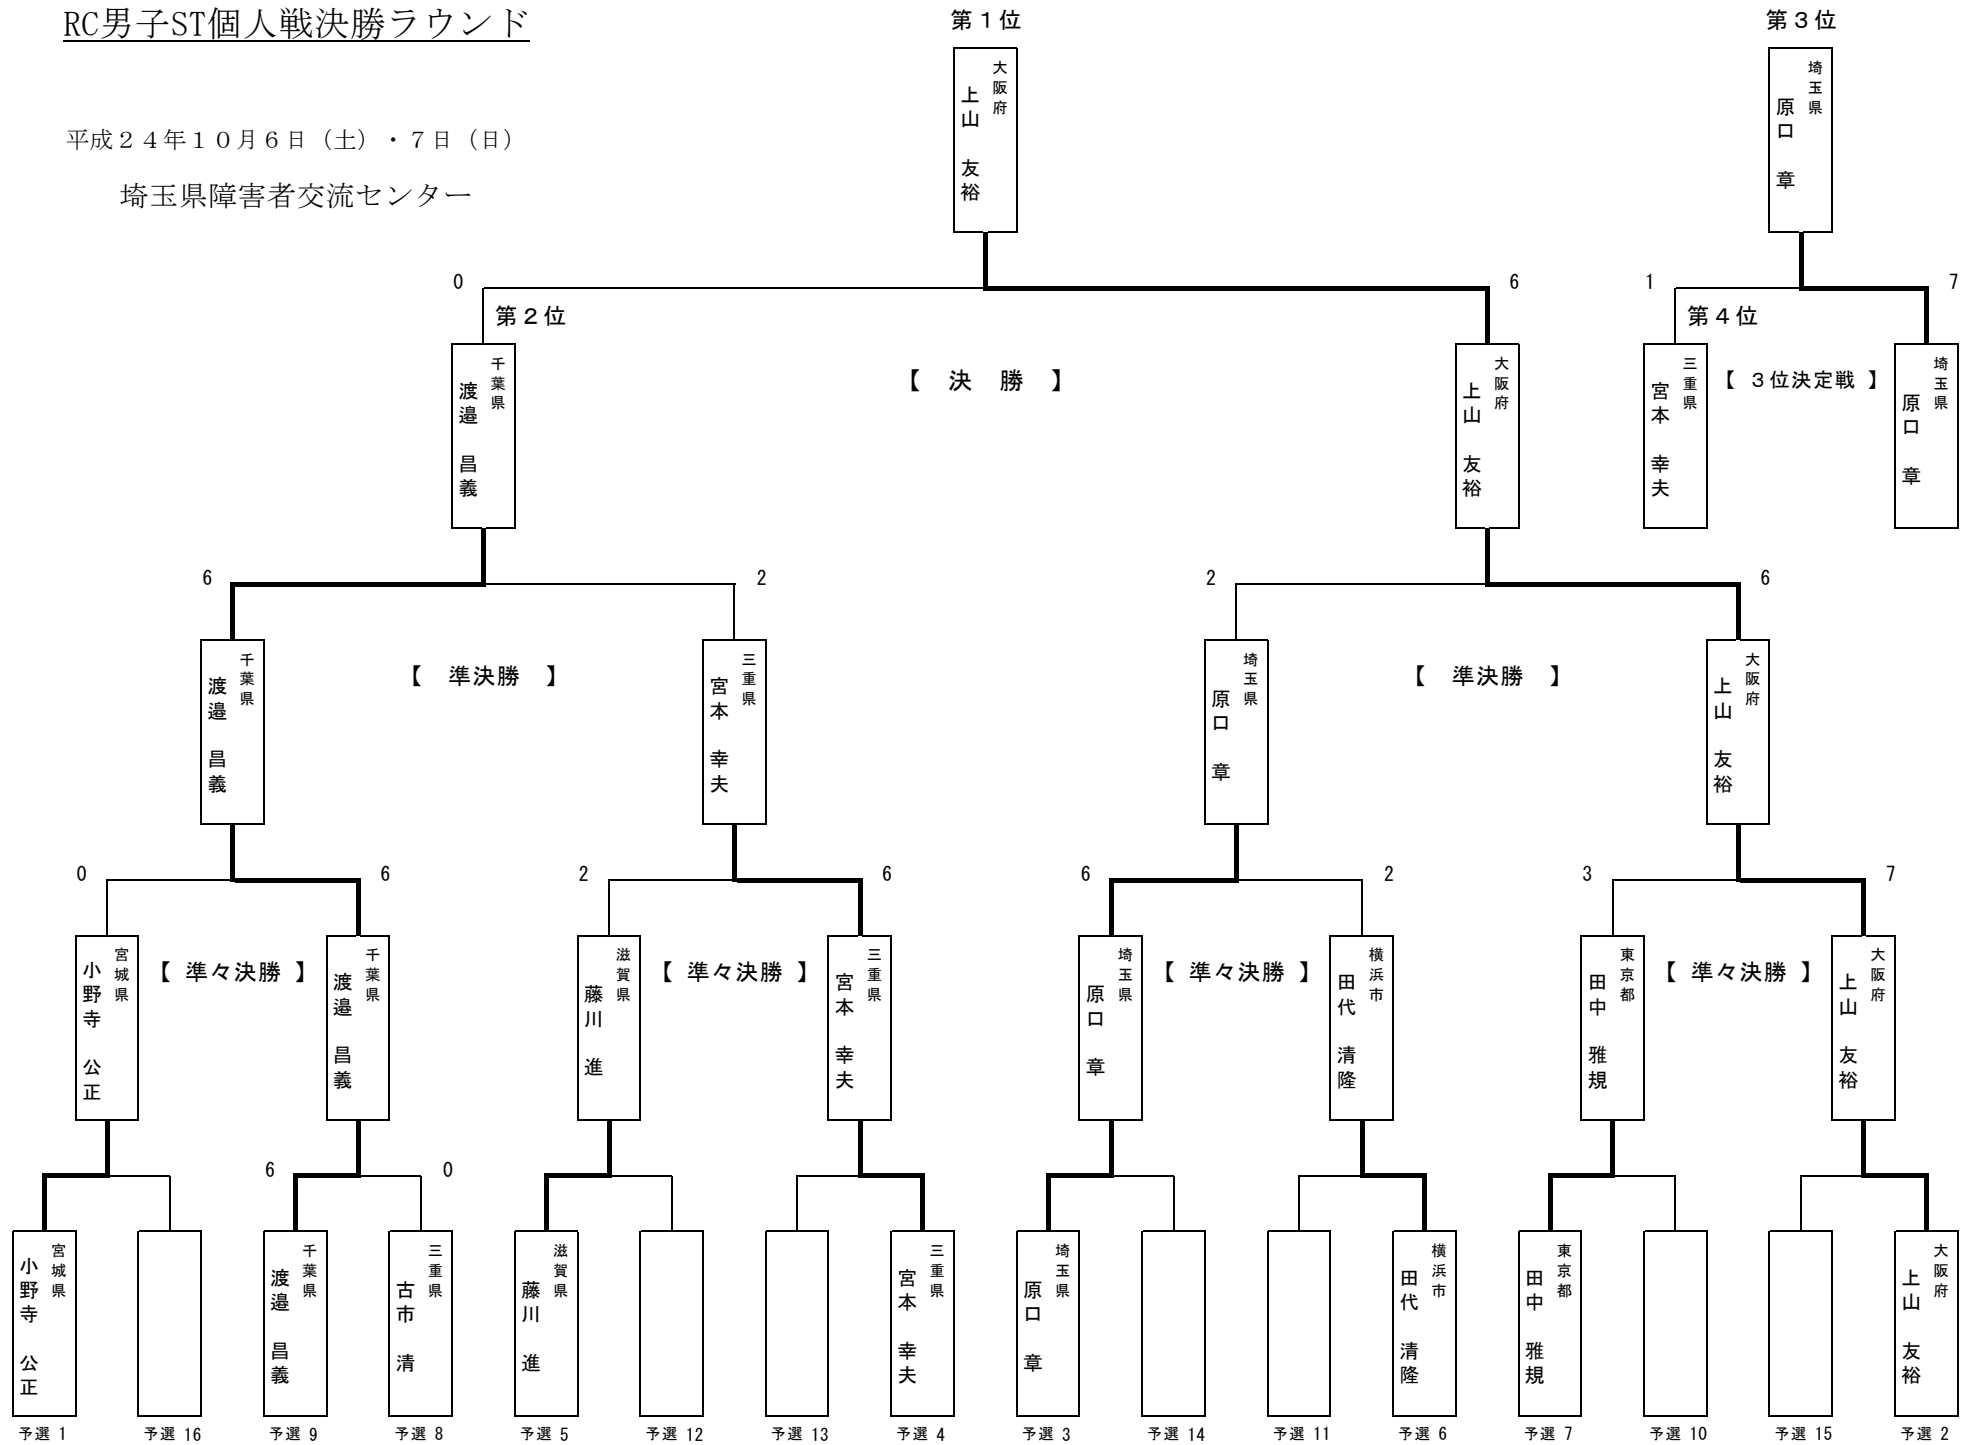 RC男子ST個人戦決勝ラウンド
平成２４年１０月６日（土）・７日（日）
埼玉県障害者交流センター
第１位
大阪府
上山 友裕
第３位
埼玉県
原口 章
0
6
1
7
第２位
第４位
千葉県
渡邉 昌義
【 決 勝 】
大阪府
上山 友裕
三重県
宮本 幸夫
【 ３位決定戦 】
埼玉県
原口 章
6
2
2
6
千葉県
渡邉 昌義
【 準決勝 】
三重県
宮本 幸夫
埼玉県
原口 章
【 準決勝 】
大阪府
上山 友裕
0
6
2
6
6
2
3
7
宮城県
小野寺 公正
【 準々決勝 】
千葉県
渡邉 昌義
滋賀県
藤川 進
【 準々決勝 】
三重県
宮本 幸夫
埼玉県
原口 章
【 準々決勝 】
横浜市
田代 清隆
東京都
田中 雅規
【 準々決勝 】
大阪府
上山 友裕
6
0
宮城県
小野寺 公正
千葉県
渡邉 昌義
三重県
古市 清
滋賀県
藤川 進
三重県
宮本 幸夫
埼玉県
原口 章
横浜市
田代 清隆
東京都
田中 雅規
大阪府
上山 友裕
予選 1
予選 16
予選 9
予選 8
予選 5
予選 12
予選 13
予選 4
予選 3
予選 14
予選 11
予選 6
予選 7
予選 10
予選 15
予選 2